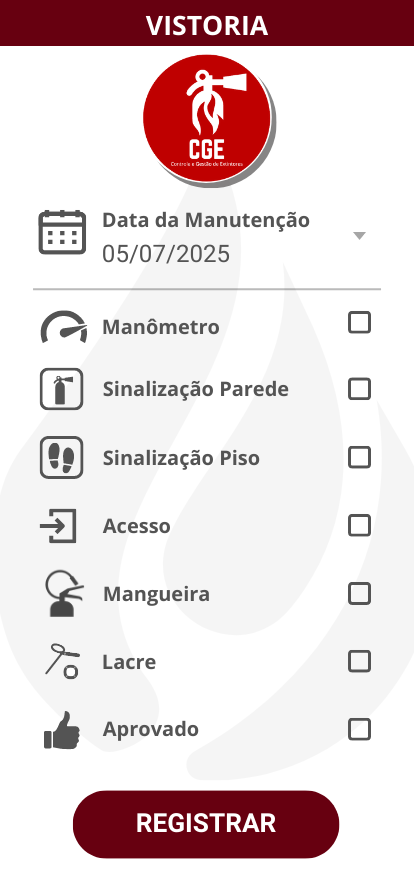 VISTORIA
CGE
Controle e Gestão de Extintores
Data da Manutenção
05/07/2025
Manômetro
Sinalização Parede
Sinalização Piso
Acesso
Mangueira
Lacre
Aprovado
REGISTRAR